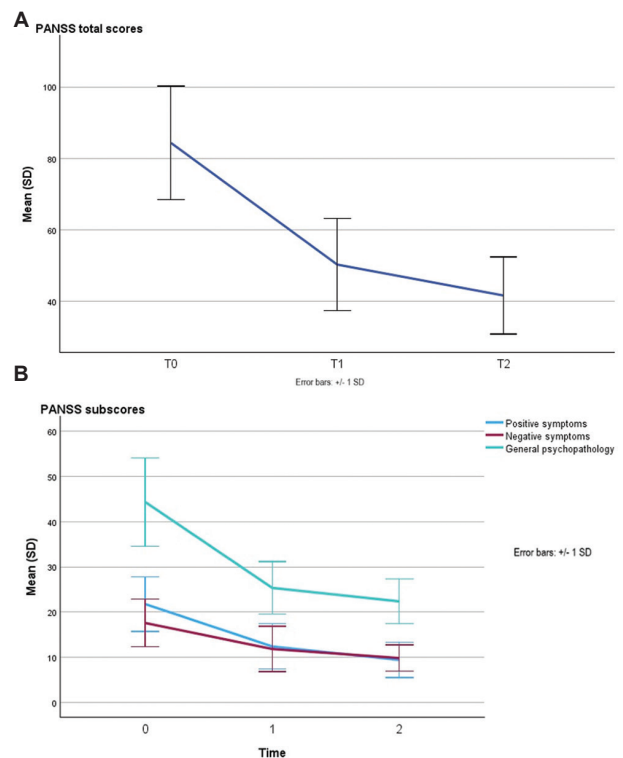 A
PANSS total scores
100
80
60
40
Mean (SD)
T0 T1 T2
Error bars: +/- 1 SD
B
PANSS subscores
Positive symptoms
Negative symptoms
General psychopathology
Error bars: +/- 1 SD
60
50
40
30
20
10
0
Mean (SD)
0 1 2
Time